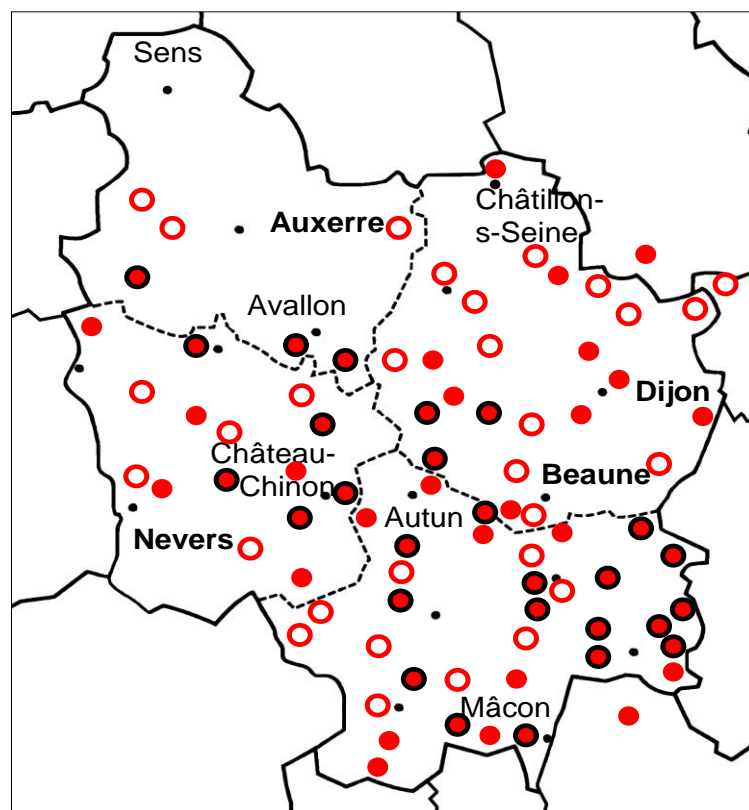 Sens
Châtillon-
s-Seine
Auxerre
Avallon
Dijon
Château-
Chinon
Beaune
Autun
Nevers
Mâcon